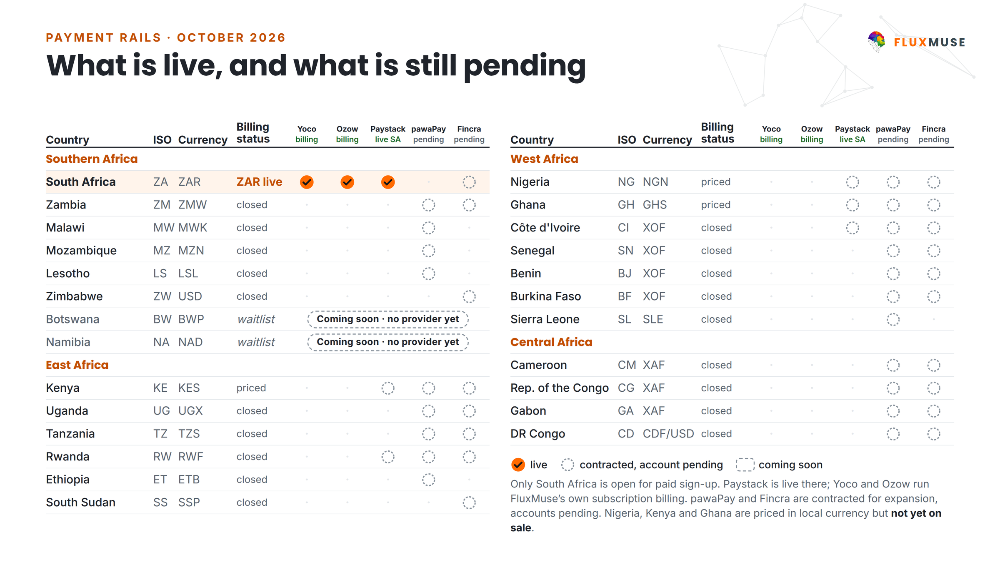 PAYMENT RAILS · OCTOBER 2026
What is live, and what is still pending
FLUXMUSE
Country ISO Currency Billing status Yoco billing Ozow billing Paystack live SA pawaPay pending Fincra pending
Southern Africa
South Africa ZA ZAR ZAR live
Zambia ZM ZMW closed
Malawi MW MWK closed
Mozambique MZ MZN closed
Lesotho LS LSL closed
Zimbabwe ZW USD closed
Botswana BW BWP waitlist Coming soon · no provider yet
Namibia NA NAD waitlist Coming soon · no provider yet
East Africa
Kenya KE KES priced
Uganda UG UGX closed
Tanzania TZ TZS closed
Rwanda RW RWF closed
Ethiopia ET ETB closed
South Sudan SS SSP closed
Country ISO Currency Billing status Yoco billing Ozow billing Paystack live SA pawaPay pending Fincra pending
West Africa
Nigeria NG NGN priced
Ghana GH GHS priced
Côte d'Ivoire CI XOF closed
Senegal SN XOF closed
Benin BJ XOF closed
Burkina Faso BF XOF closed
Sierra Leone SL SLE closed
Central Africa
Cameroon CM XAF closed
Rep. of the Congo CG XAF closed
Gabon GA XAF closed
DR Congo CD CDF/USD closed
live contracted, account pending coming soon
Only South Africa is open for paid sign-up. Paystack is live there; Yoco and Ozow run
FluxMuse’s own subscription billing. pawaPay and Fincra are contracted for expansion,
accounts pending. Nigeria, Kenya and Ghana are priced in local currency but not yet on
sale.